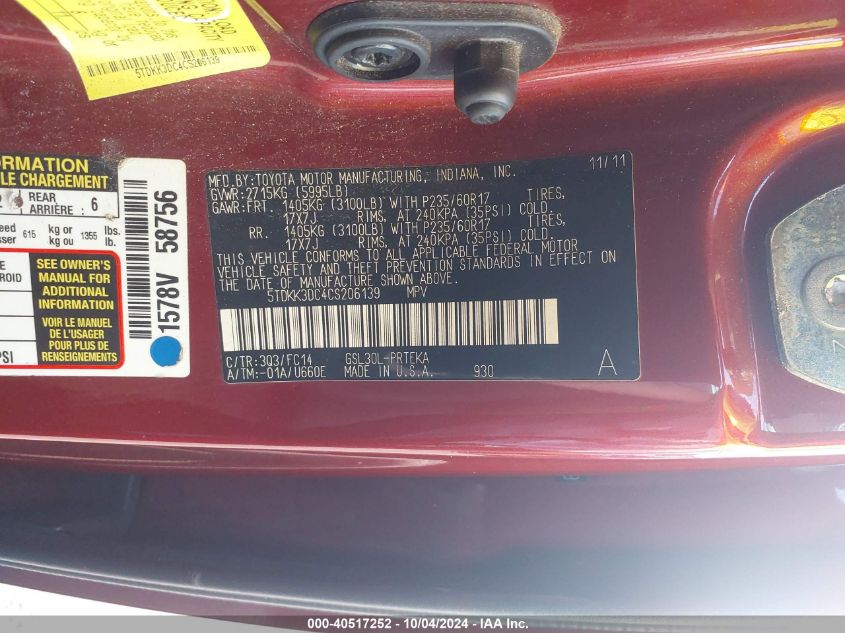 5TDKK3DC4CS206139
FORMATION
LE CHARGEMENT
REAR
ARRIÈRE : 6
615 kg or 1355 lbs.
kg ou lb.
SEE OWNER'S
MANUAL FOR
ADDITIONAL
INFORMATION
VOIR LE MANUEL
DE L'USAGER
POUR PLUS DE
RENSEIGNEMENTS
1578V 58756
MFD.BY:TOYOTA MOTOR MANUFACTURING, INDIANA, INC. 11/11
GVWR:2715KG (5995LB)
GAWR:FRT. 1405KG (3100LB) WITH P235/60R17 TIRES,
17X7J RIMS, AT 240KPA (35PSI) COLD
RR. 1405KG (3100LB) WITH P235/60R17 TIRES,
17X7J RIMS, AT 240KPA (35PSI) COLD.
THIS VEHICLE CONFORMS TO ALL APPLICABLE FEDERAL MOTOR
VEHICLE SAFETY AND THEFT PREVENTION STANDARDS IN EFFECT ON
THE DATE OF MANUFACTURE SHOWN ABOVE.
5TDKK3DC4CS206139 MPV
C/TR:3Q3/FC14 GSL30L-PRTEKA
A/TM:-01A/U660E MADE IN U.S.A. 930 A
000-40517252 - 10/04/2024 - IAAI.com Inc.